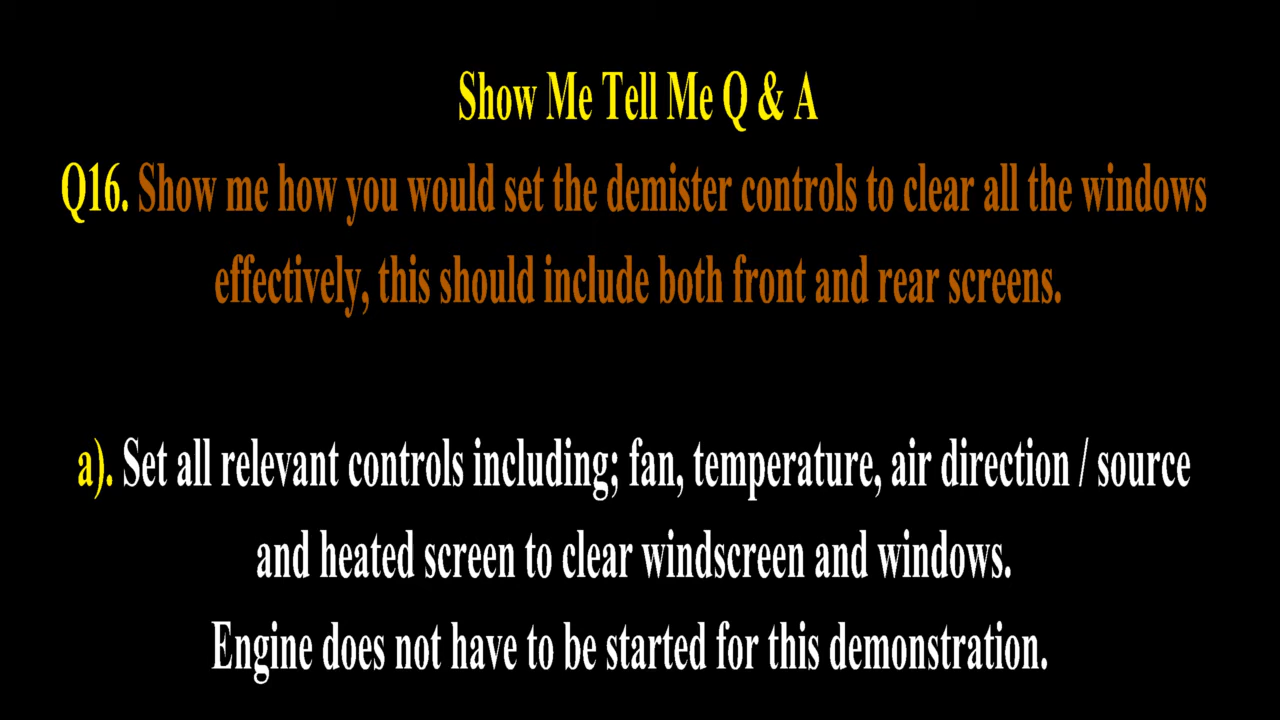 Show Me Tell Me Q & A
Q16. Show me how you would set the demister controls to clear all the windows
effectively, this should include both front and rear screens.
a). Set all relevant controls including; fan, temperature, air direction / source
and heated screen to clear windscreen and windows.
Engine does not have to be started for this demonstration.